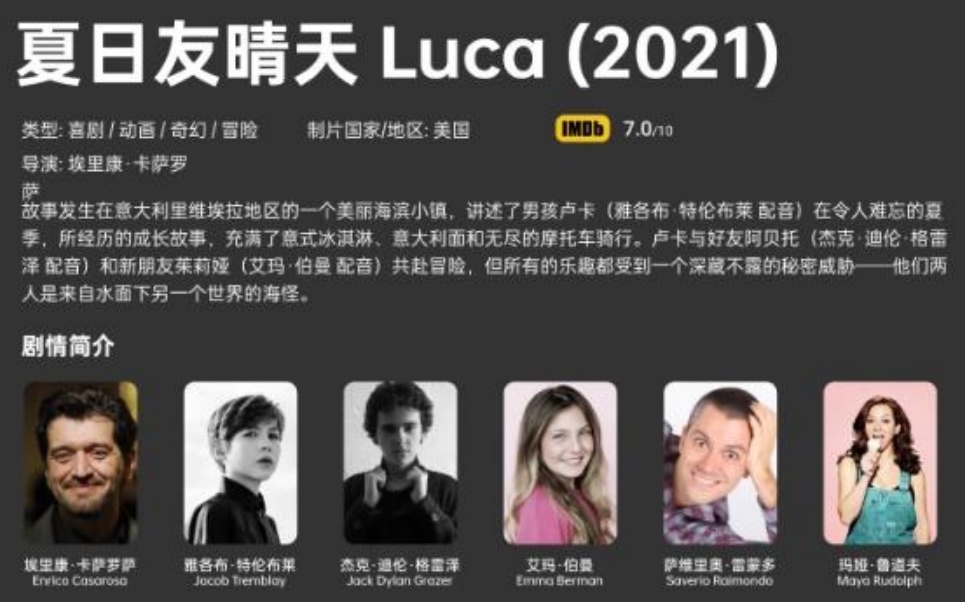 夏日友晴天 Luca (2021)
类型: 喜剧 / 动画 / 奇幻 / 冒险 制片国家/地区: 美国 IMDb 7.0/10
导演: 埃里康·卡萨罗
萨
故事发生在意大利里维埃拉地区的一个美丽海滨小镇，讲述了男孩卢卡（雅各布·特伦布莱 配音）在令人难忘的夏
季，所经历的成长故事，充满了意式冰淇淋、意大利面和无尽的摩托车骑行。卢卡与好友阿贝托（杰克·迪伦·格雷
泽 配音）和新朋友茱莉娅（艾玛·伯曼 配音）共赴冒险，但所有的乐趣都受到一个深藏不露的秘密威胁——他们两
人是来自水面下另一个世界的海怪。
剧情简介
埃里康·卡萨罗萨 雅各布·特伦布莱 杰克·迪伦·格雷泽 艾玛·伯曼 萨维里奥·雷蒙多 玛娅·鲁道夫
Enrico Casarosa Jacob Tremblay Jack Dylan Grazer Emma Berman Saverio Raimondo Maya Rudolph